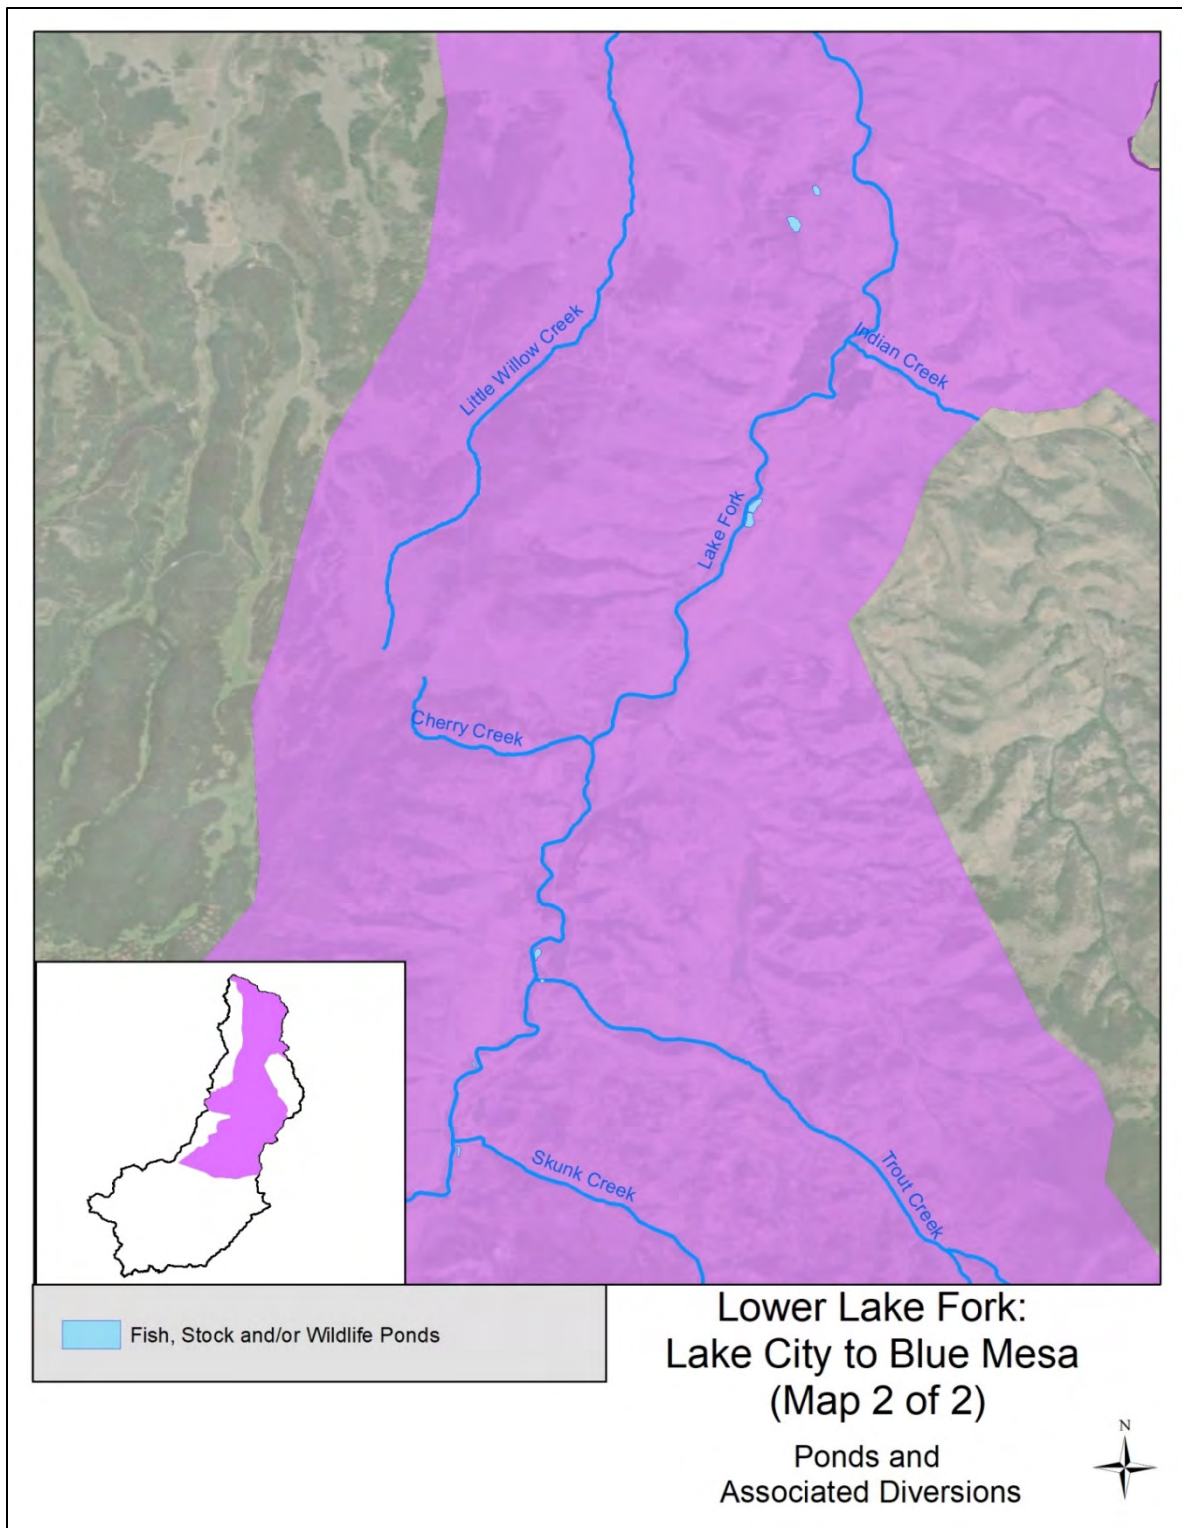 Little Willow Creek
Indian Creek
Lake Fork
Cherry Creek
Skunk Creek
Trout Creek
Fish, Stock and/or Wildlife Ponds
Lower Lake Fork:
Lake City to Blue Mesa
(Map 2 of 2)
Ponds and
Associated Diversions
N